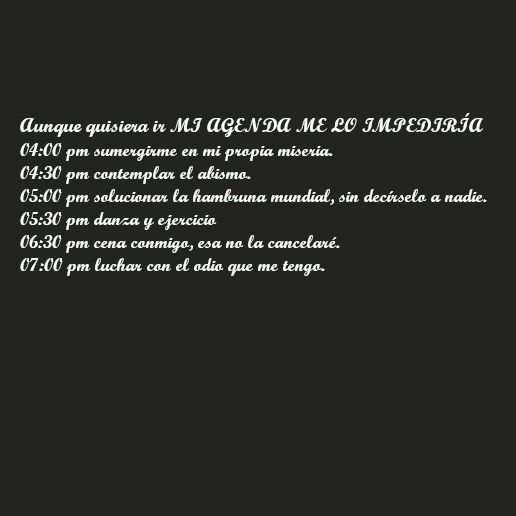 Aunque quisiera ir MI AGENDA ME LO IMPEDIRÍA
04:00 pm sumergirme en mi propia miseria.
04:30 pm contemplar el abismo.
05:00 pm solucionar la hambruna mundial, sin decírselo a nadie.
05:30 pm danza y ejercicio
06:30 pm cena conmigo, esa no la cancelaré.
07:00 pm luchar con el odio que me tengo.